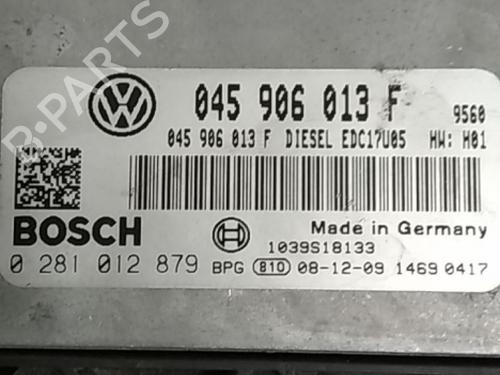 B-PARTS
045 906 013 F 9560
045 906 013 F DIESEL EDC17U05 HW: H01
BOSCH
Made in Germany
1039S18133
0 281 012 879 BPG 810 08-12-09 1469 0417